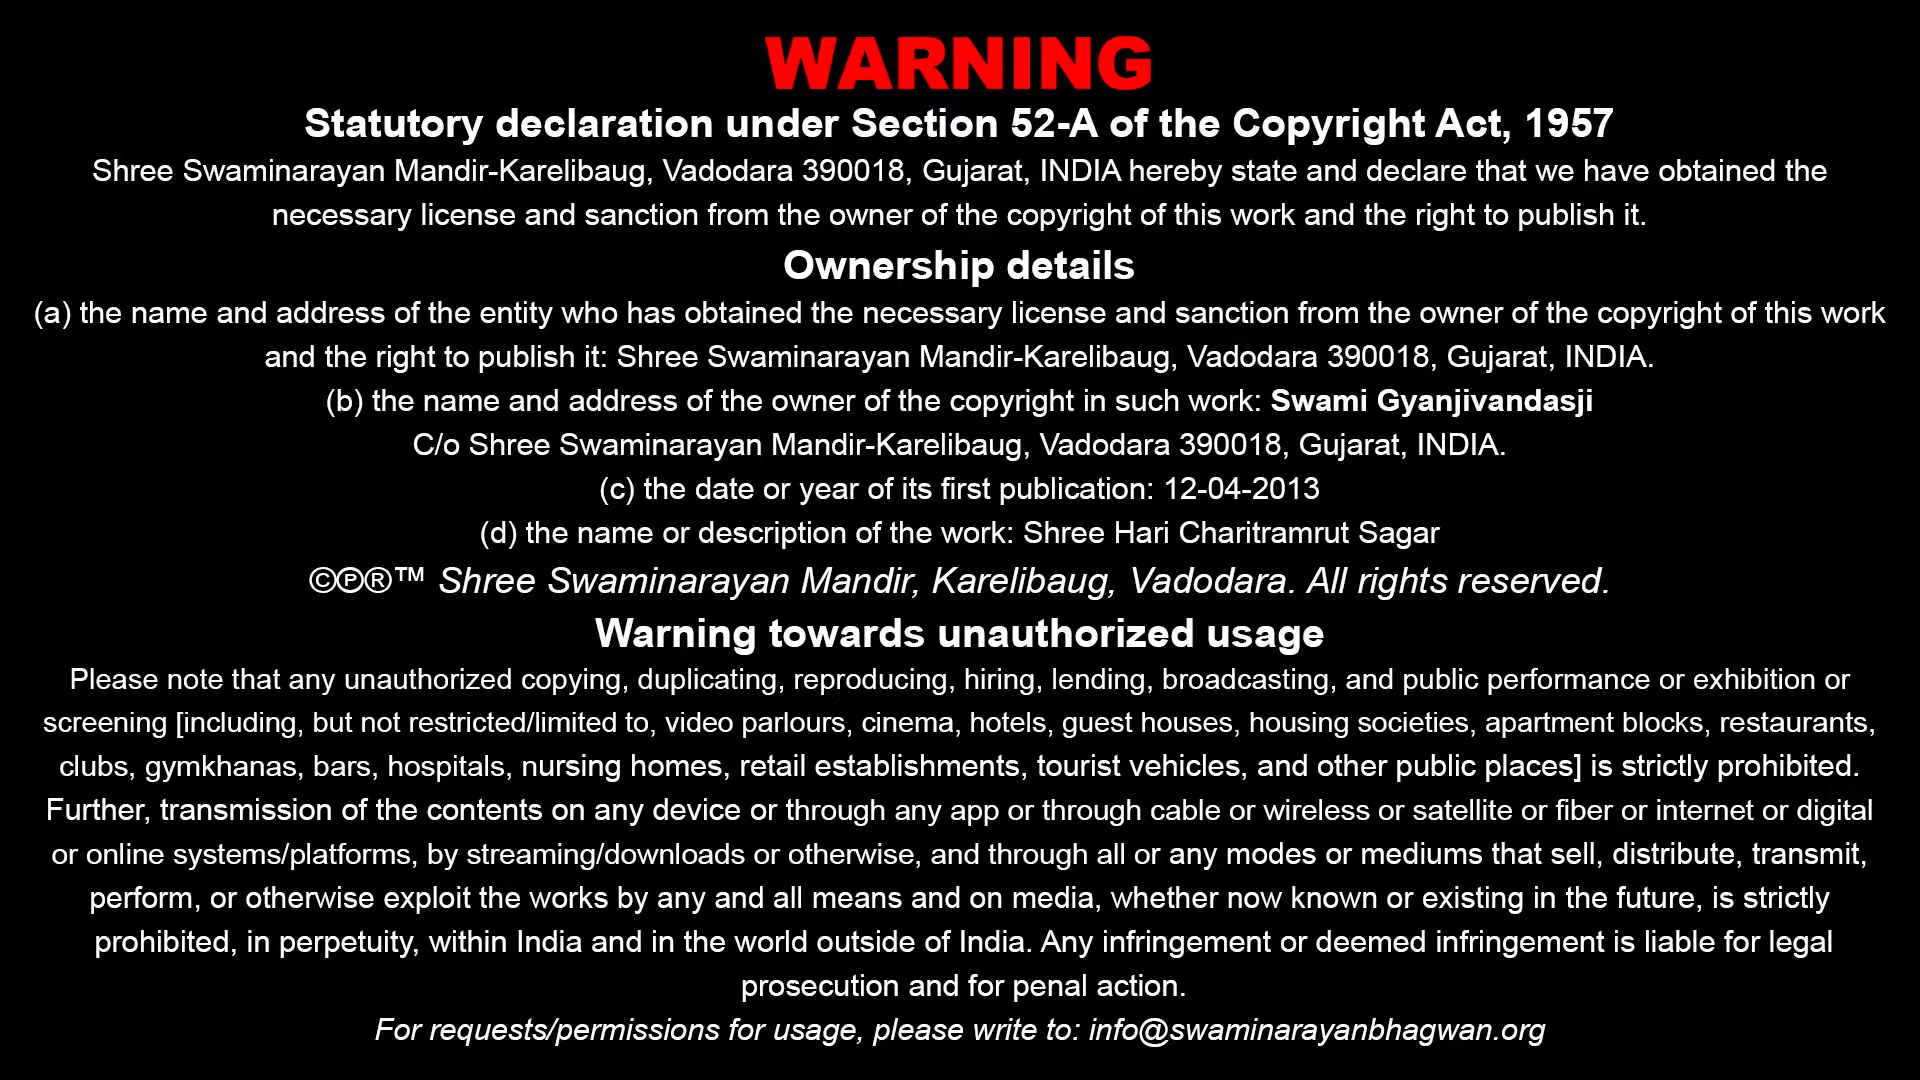 WARNING
Statutory declaration under Section 52-A of the Copyright Act, 1957
Shree Swaminarayan Mandir-Karelibaug, Vadodara 390018, Gujarat, INDIA hereby state and declare that we have obtained the
necessary license and sanction from the owner of the copyright of this work and the right to publish it.
Ownership details
(a) the name and address of the entity who has obtained the necessary license and sanction from the owner of the copyright of this work
and the right to publish it: Shree Swaminarayan Mandir-Karelibaug, Vadodara 390018, Gujarat, INDIA.
(b) the name and address of the owner of the copyright in such work: Swami Gyanjivandasji
C/o Shree Swaminarayan Mandir-Karelibaug, Vadodara 390018, Gujarat, INDIA.
(c) the date or year of its first publication: 12-04-2013
(d) the name or description of the work: Shree Hari Charitramrut Sagar
©℗®™ Shree Swaminarayan Mandir, Karelibaug, Vadodara. All rights reserved.
Warning towards unauthorized usage
Please note that any unauthorized copying, duplicating, reproducing, hiring, lending, broadcasting, and public performance or exhibition or
screening [including, but not restricted/limited to, video parlours, cinema, hotels, guest houses, housing societies, apartment blocks, restaurants,
clubs, gymkhanas, bars, hospitals, nursing homes, retail establishments, tourist vehicles, and other public places] is strictly prohibited.
Further, transmission of the contents on any device or through any app or through cable or wireless or satellite or fiber or internet or digital
or online systems/platforms, by streaming/downloads or otherwise, and through all or any modes or mediums that sell, distribute, transmit,
perform, or otherwise exploit the works by any and all means and on media, whether now known or existing in the future, is strictly
prohibited, in perpetuity, within India and in the world outside of India. Any infringement or deemed infringement is liable for legal
prosecution and for penal action.
For requests/permissions for usage, please write to: info@swaminarayanbhagwan.org